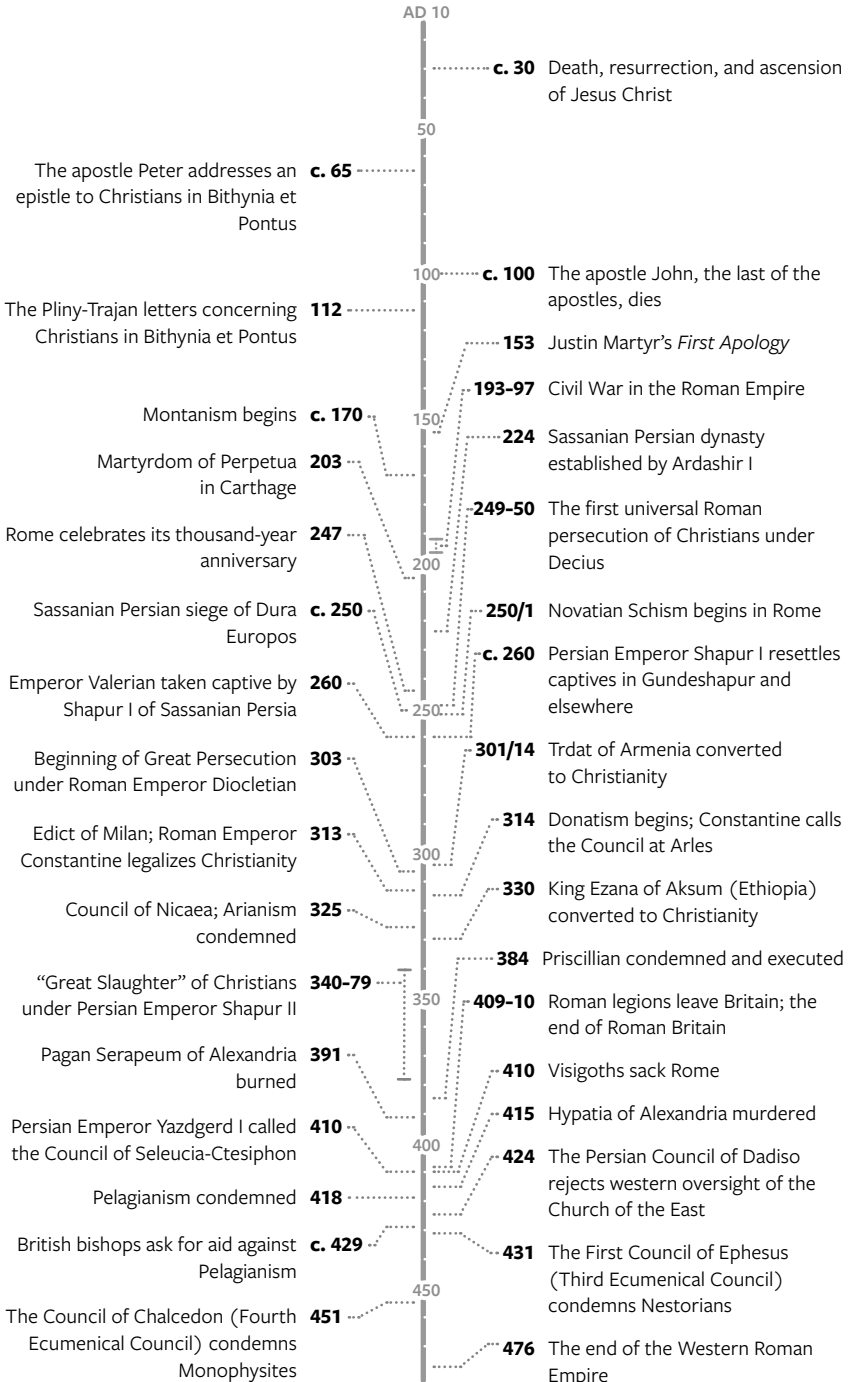 AD 10
c. 30 Death, resurrection, and ascension
of Jesus Christ
50
The apostle Peter addresses an c. 65
epistle to Christians in Bithynia et
Pontus
100
c. 100 The apostle John, the last of the
apostles, dies
The Pliny-Trajan letters concerning 112
Christians in Bithynia et Pontus
153 Justin Martyr's First Apology
193–97 Civil War in the Roman Empire
Montanism begins c. 170
150
224 Sassanian Persian dynasty
established by Ardashir I
Martyrdom of Perpetua 203
in Carthage
249–50 The first universal Roman
persecution of Christians under
Decius
Rome celebrates its thousand-year 247
anniversary
200
Sassanian Persian siege of Dura c. 250
Europos
250/1 Novatian Schism begins in Rome
c. 260 Persian Emperor Shapur I resettles
captives in Gundeshapur and
elsewhere
Emperor Valerian taken captive by 260
Shapur I of Sassanian Persia
250
301/14 Trdat of Armenia converted
to Christianity
Beginning of Great Persecution 303
under Roman Emperor Diocletian
314 Donatism begins; Constantine calls
the Council at Arles
Edict of Milan; Roman Emperor 313
Constantine legalizes Christianity
300
330 King Ezana of Aksum (Ethiopia)
converted to Christianity
Council of Nicaea; Arianism 325
condemned
384 Priscillian condemned and executed
"Great Slaughter" of Christians 340–79
under Persian Emperor Shapur II
350
409–10 Roman legions leave Britain; the
end of Roman Britain
Pagan Serapeum of Alexandria 391
burned
410 Visigoths sack Rome
415 Hypatia of Alexandria murdered
Persian Emperor Yazdgerd I called 410
the Council of Seleucia-Ctesiphon
400
424 The Persian Council of Dadiso
rejects western oversight of the
Church of the East
Pelagianism condemned 418
British bishops ask for aid against c. 429
Pelagianism
431 The First Council of Ephesus
(Third Ecumenical Council)
condemns Nestorians
450
The Council of Chalcedon (Fourth 451
Ecumenical Council) condemns
Monophysites
476 The end of the Western Roman
Empire